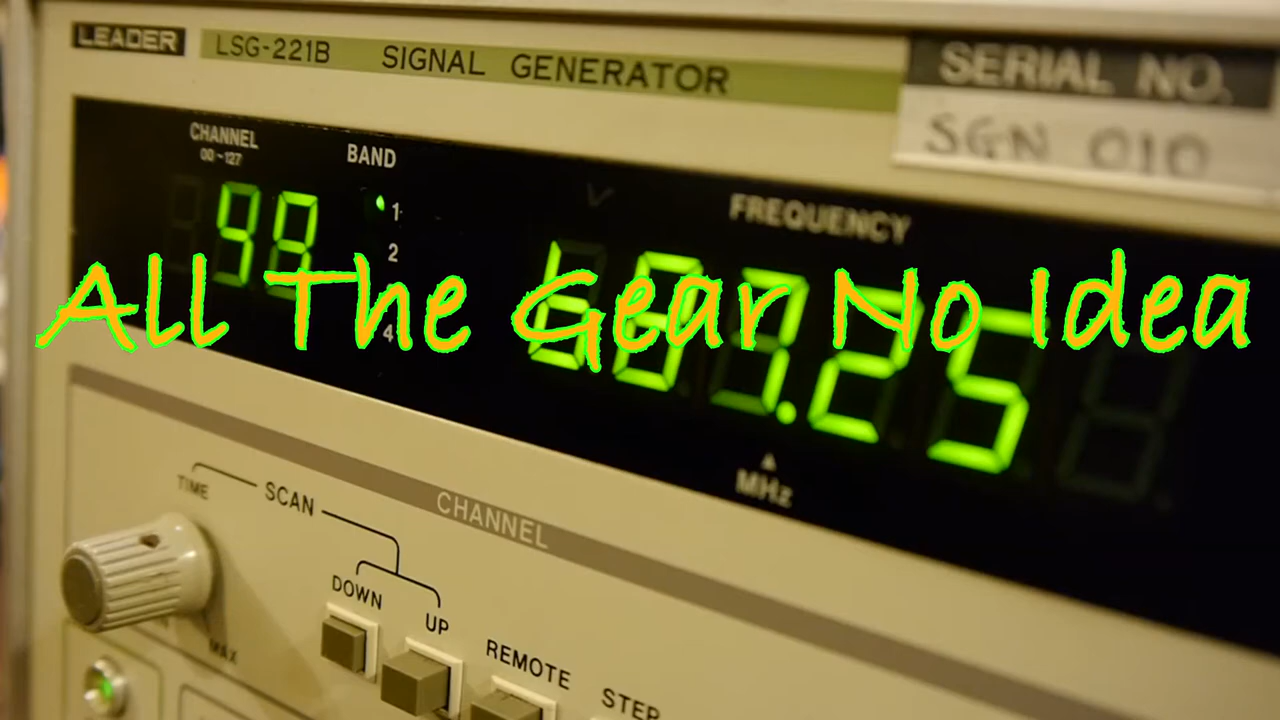 LEADER LSG-221B SIGNAL GENERATOR
SERIAL NO.
SGN 010
CHANNEL
00~127
BAND
FREQUENCY
1
2
4
All The Gear No Idea
MHz
CHANNEL
TIME
SCAN
DOWN
UP
MAX
REMOTE
STEP